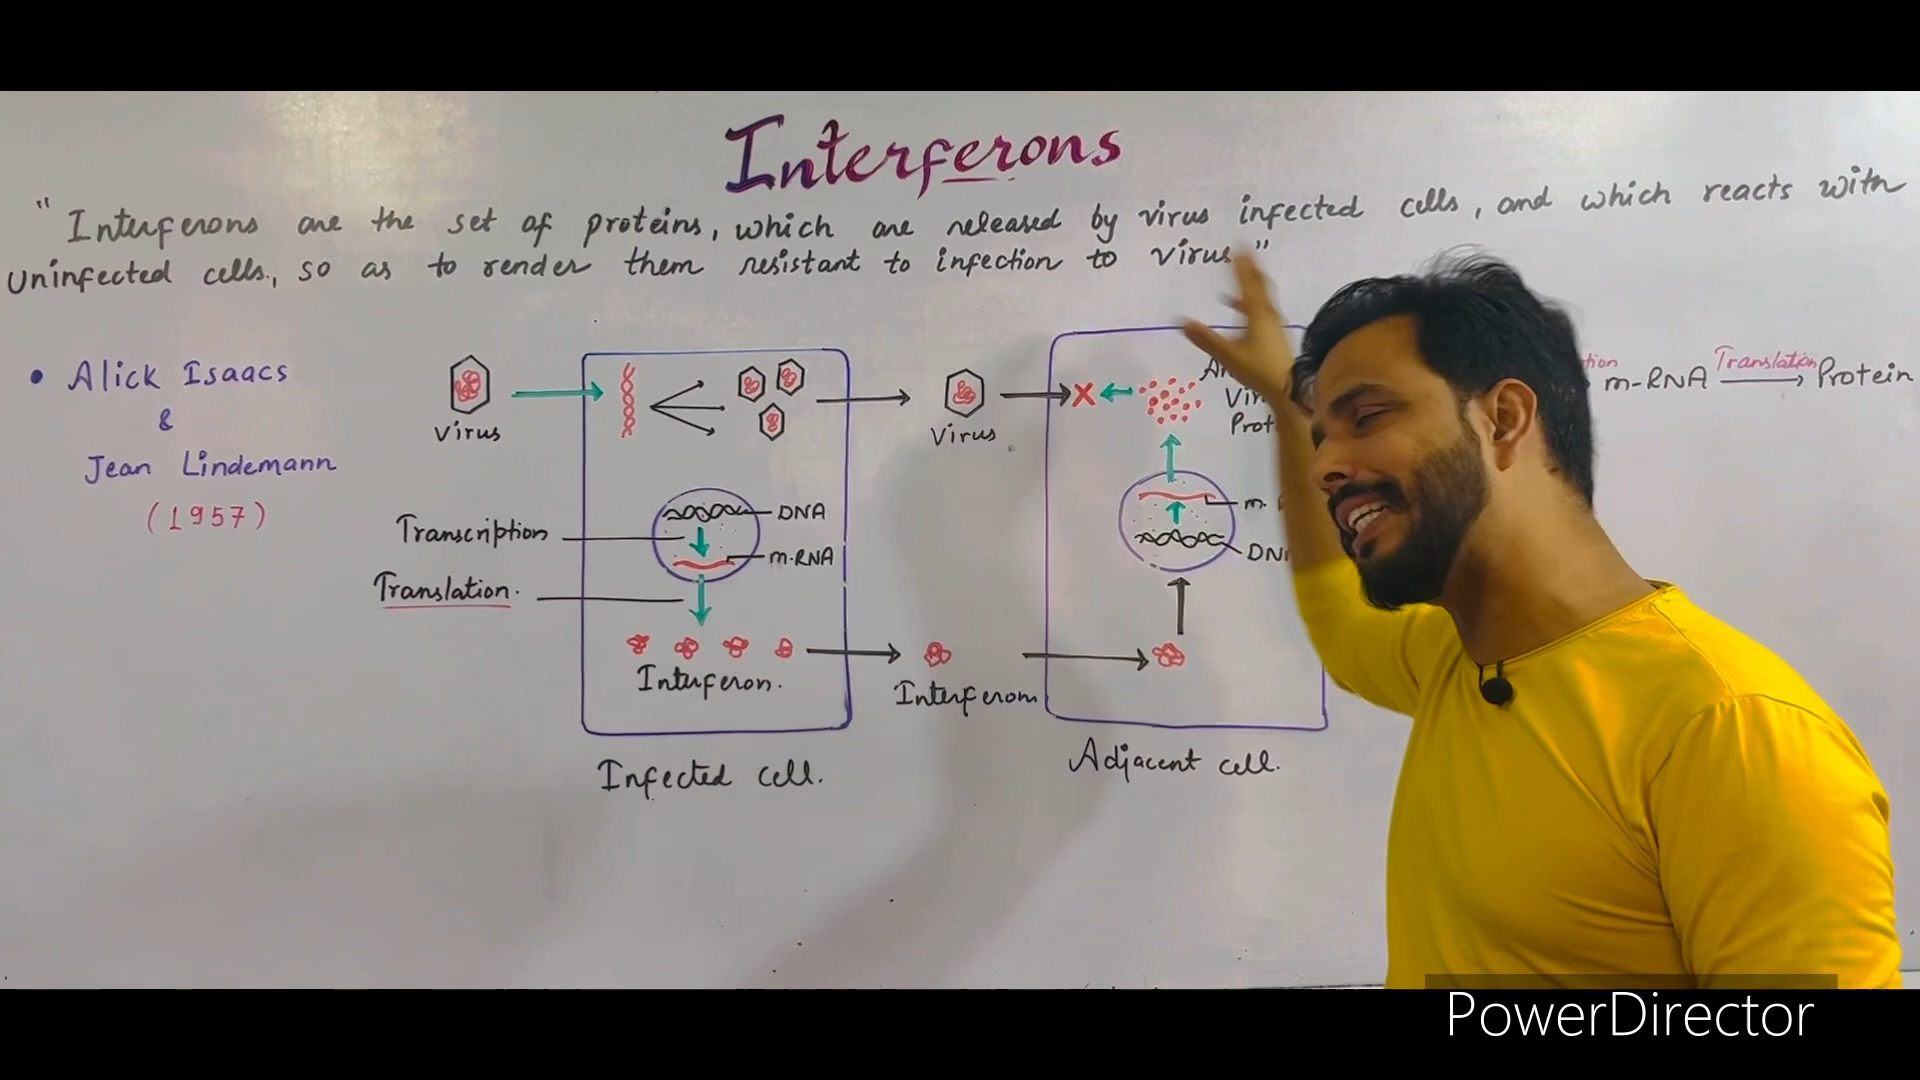 Interferons
"Interferons are the set of proteins, which are released by virus infected cells, and which reacts with
uninfected cells, so as to render them resistant to infection to virus"
• Alick Isaacs
&
Jean Lindemann
(1957)
Virus
Virus
Prot
m-RNA Translation Protein
Transcription
DNA
m-RNA
Translation.
Interferon.
Interferon
Infected cell.
Adjacent cell.
PowerDirector